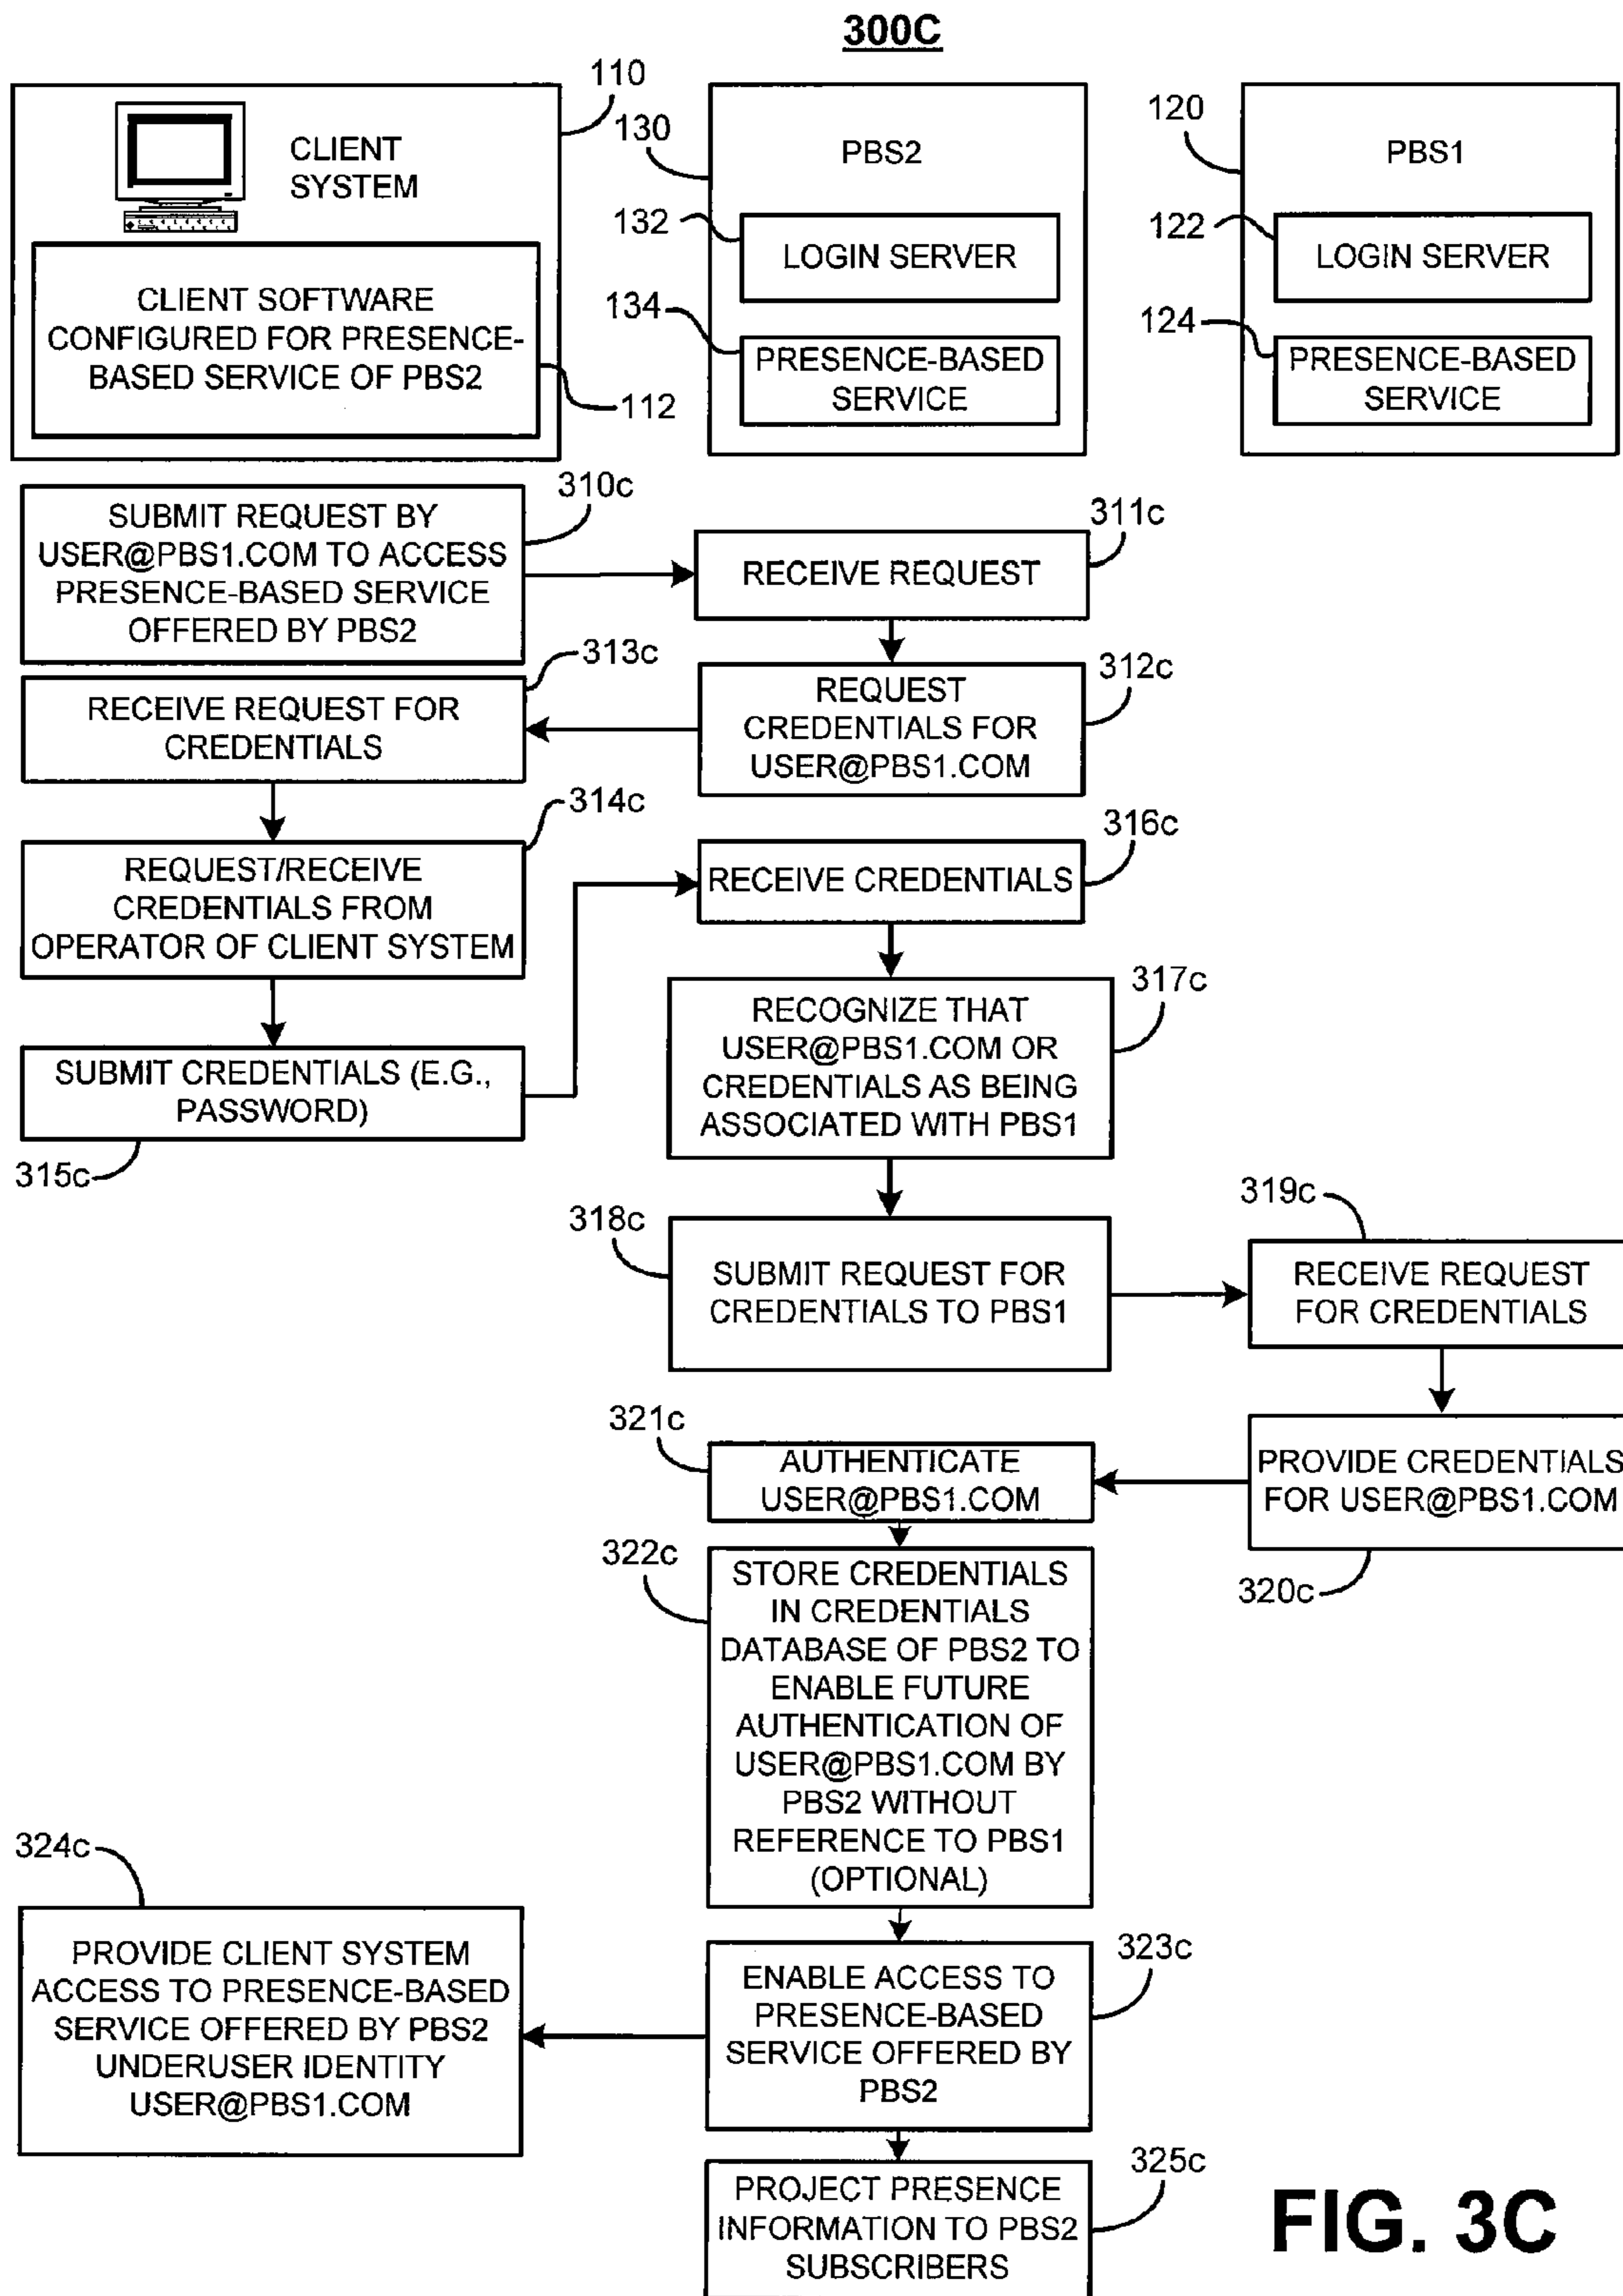 300C
110
CLIENT
SYSTEM
CLIENT SOFTWARE
CONFIGURED FOR PRESENCE-
BASED SERVICE OF PBS2
112
130
PBS2
132
LOGIN SERVER
134
PRESENCE-BASED
SERVICE
120
PBS1
122
LOGIN SERVER
124
PRESENCE-BASED
SERVICE
310c
SUBMIT REQUEST BY
USER@PBS1.COM TO ACCESS
PRESENCE-BASED SERVICE
OFFERED BY PBS2
311c
RECEIVE REQUEST
312c
REQUEST
CREDENTIALS FOR
USER@PBS1.COM
313c
RECEIVE REQUEST FOR
CREDENTIALS
314c
REQUEST/RECEIVE
CREDENTIALS FROM
OPERATOR OF CLIENT SYSTEM
SUBMIT CREDENTIALS (E.G.,
PASSWORD)
315c
316c
RECEIVE CREDENTIALS
317c
RECOGNIZE THAT
USER@PBS1.COM OR
CREDENTIALS AS BEING
ASSOCIATED WITH PBS1
318c
SUBMIT REQUEST FOR
CREDENTIALS TO PBS1
319c
RECEIVE REQUEST
FOR CREDENTIALS
PROVIDE CREDENTIALS
FOR USER@PBS1.COM
320c
321c
AUTHENTICATE
USER@PBS1.COM
322c
STORE CREDENTIALS
IN CREDENTIALS
DATABASE OF PBS2 TO
ENABLE FUTURE
AUTHENTICATION OF
USER@PBS1.COM BY
PBS2 WITHOUT
REFERENCE TO PBS1
(OPTIONAL)
323c
ENABLE ACCESS TO
PRESENCE-BASED
SERVICE OFFERED BY
PBS2
324c
PROVIDE CLIENT SYSTEM
ACCESS TO PRESENCE-BASED
SERVICE OFFERED BY PBS2
UNDERUSER IDENTITY
USER@PBS1.COM
325c
PROJECT PRESENCE
INFORMATION TO PBS2
SUBSCRIBERS
FIG. 3C